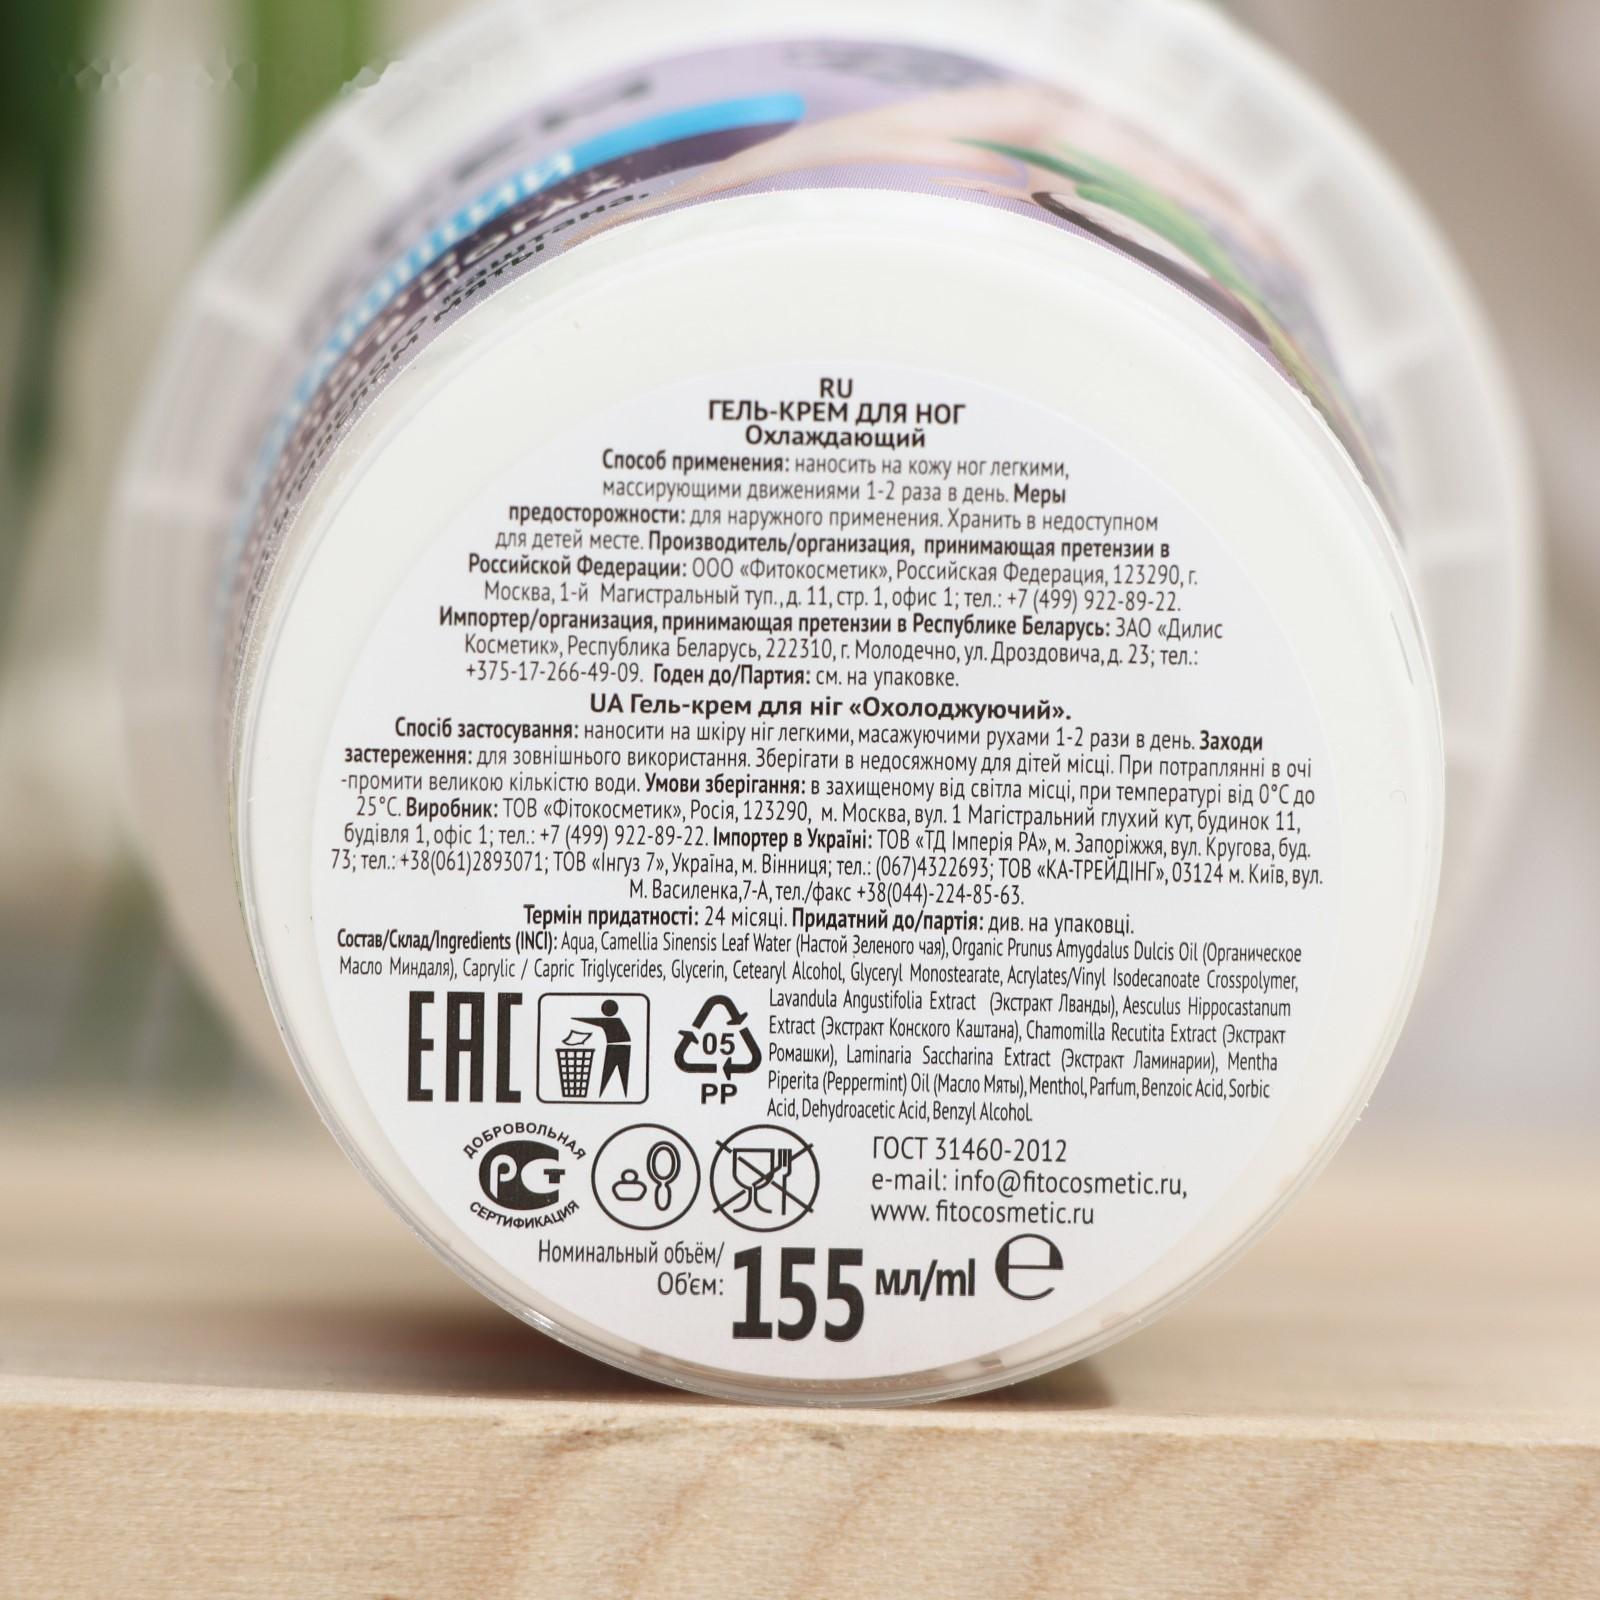 каштана,
мяты
RU
ГЕЛЬ-КРЕМ ДЛЯ НОГ
Охлаждающий
Способ применения: наносить на кожу ног легкими,
массирующими движениями 1-2 раза в день. Меры
предосторожности: для наружного применения. Хранить в недоступном
для детей месте. Производитель/организация, принимающая претензии в
Российской Федерации: ООО «Фитокосметик», Российская Федерация, 123290, г.
Москва, 1-й Магистральный туп., д. 11, стр. 1, офис 1; тел.: +7 (499) 922-89-22.
Импортер/организация, принимающая претензии в Республике Беларусь: ЗАО «Дилис
Косметик», Республика Беларусь, 222310, г. Молодечно, ул. Дроздовича, д. 23; тел.:
+375-17-266-49-09. Годен до/Партия: см. на упаковке.
UA Гель-крем для ніг «Охолоджуючий».
Спосіб застосування: наносити на шкіру ніг легкими, масажуючими рухами 1-2 рази в день. Заходи
застереження: для зовнішнього використання. Зберігати в недосяжному для дітей місці. При потраплянні в очі
-промити великою кількістю води. Умови зберігання: в захищеному від світла місці, при температурі від 0°С до
25°С. Виробник: ТОВ «Фітокосметик», Росія, 123290, м. Москва, вул. 1 Магістральний глухий кут, будинок 11,
будівля 1, офіс 1; тел.: +7 (499) 922-89-22. Імпортер в Україні: ТОВ «ТД Імперія РА», м. Запоріжжя, вул. Кругова, буд.
73; тел.: +38(061)2893071; ТОВ «Інгуз 7», Україна, м. Вінниця; тел.: (067)4322693; ТОВ «КА-ТРЕЙДІНГ», 03124 м. Київ, вул.
М. Василенка,7-А, тел./факс +38(044)-224-85-63.
Термін придатності: 24 місяці. Придатний до/партія: див. на упаковці.
Состав/Склад/Ingredients (INCI): Aqua, Camellia Sinensis Leaf Water (Настой Зеленого чая), Organic Prunus Amygdalus Dulcis Oil (Органическое
Масло Миндаля), Caprylic / Capric Triglycerides, Glycerin, Cetearyl Alcohol, Glyceryl Monostearate, Acrylates/Vinyl Isodecanoate Crosspolymer,
Lavandula Angustifolia Extract (Экстракт Лванды), Aesculus Hippocastanum
Extract (Экстракт Конского Каштана), Chamomilla Recutita Extract (Экстракт
Ромашки), Laminaria Saccharina Extract (Экстракт Ламинарии), Mentha
Piperita (Peppermint) Oil (Масло Мяты), Menthol, Parfum, Benzoic Acid, Sorbic
Acid, Dehydroacetic Acid, Benzyl Alcohol.
ЕАС
05
PP
ДОБРОВОЛЬНАЯ
РСТ
СЕРТИФИКАЦИЯ
ГОСТ 31460-2012
e-mail: info@fitocosmetic.ru,
www. fitocosmetic.ru
Номинальный объём/
Об'єм:
155 мл/ml ℮